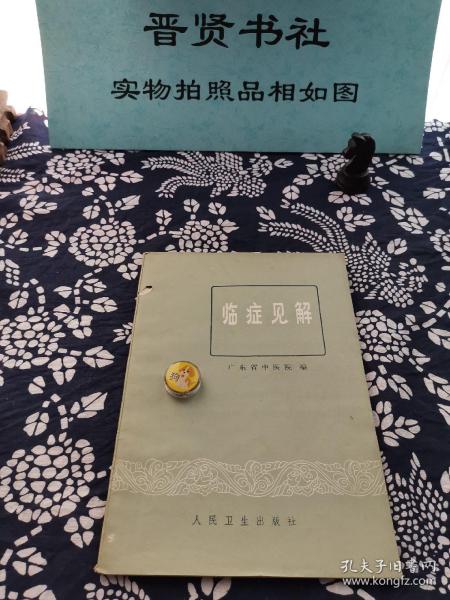 晋贤书社
实物拍照品相如图
临症见解
广东省中医院 编
狗
人民卫生出版社
孔夫子旧书网
www.kongfz.com